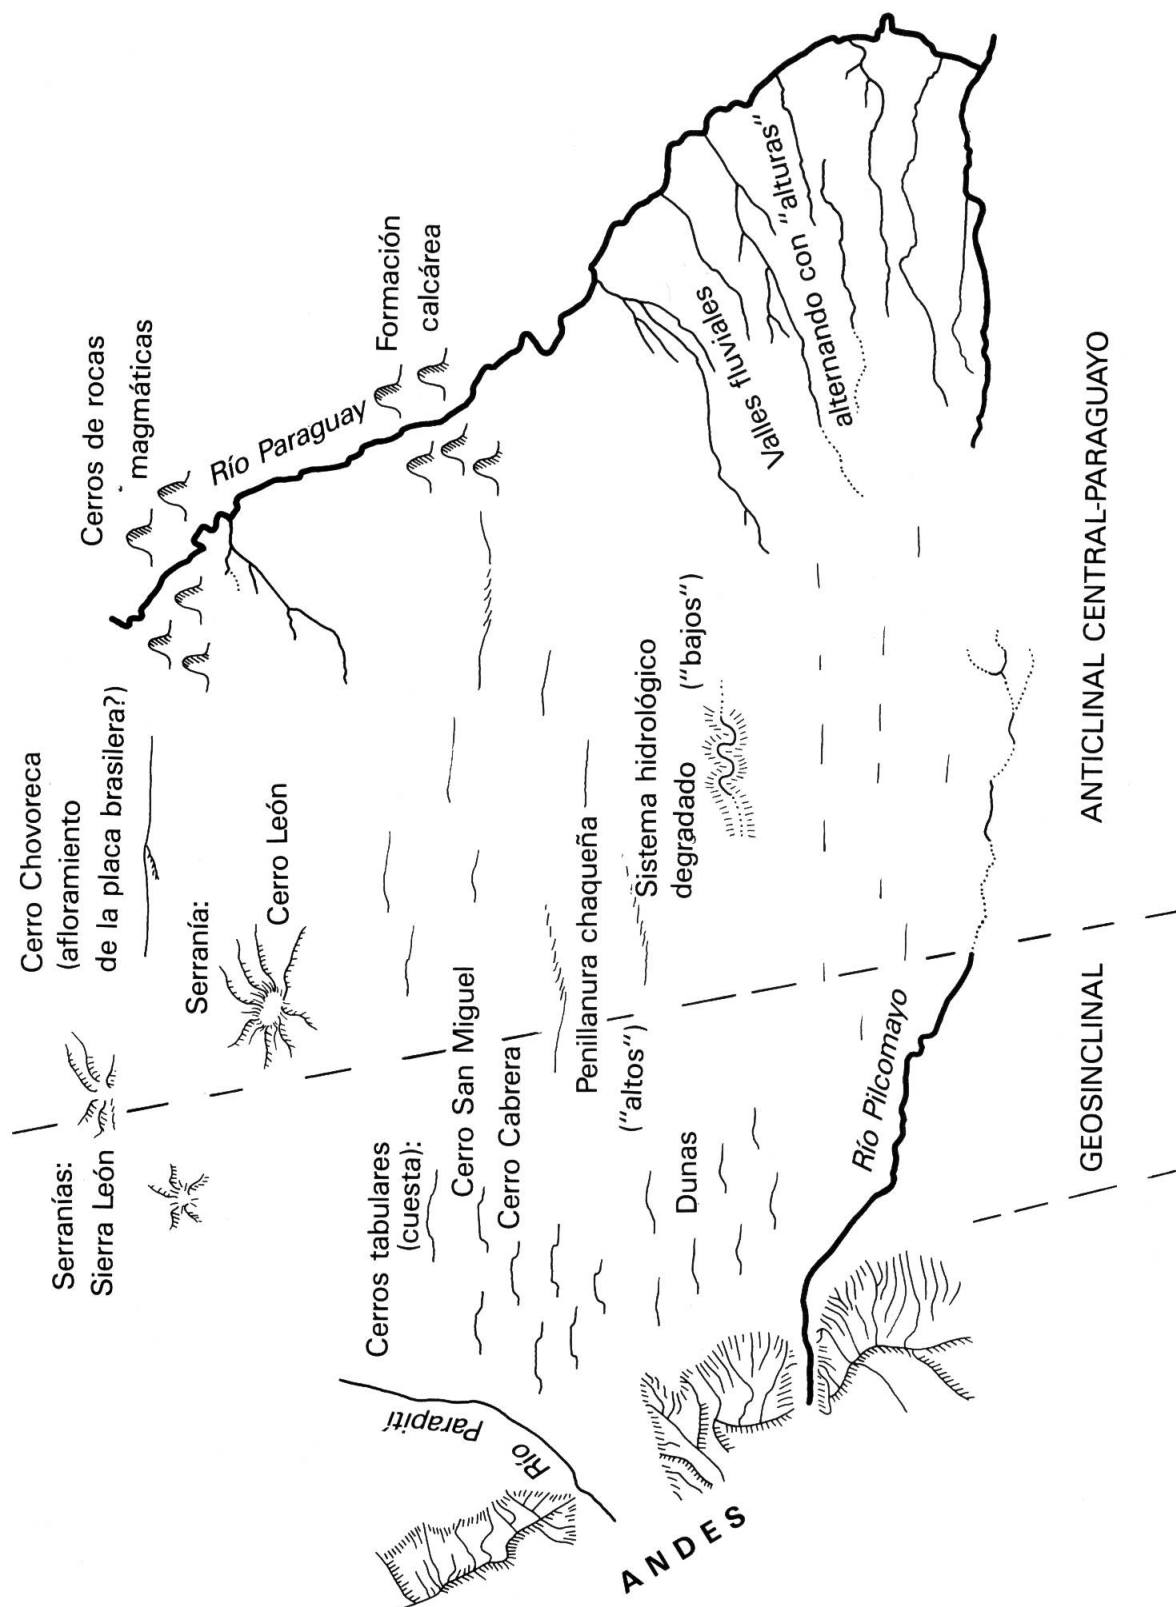 Cerro Chovoreca
(afloramiento
de la placa brasilera?)
Cerros de rocas
magmáticas
Río Paraguay
Formación
calcárea
Serranías:
Sierra León
Serranía:
Cerro León
Cerros tabulares
(cuesta):
Cerro San Miguel
Cerro Cabrera
Penillanura chaqueña
("altos")
Sistema hidrológico
degradado
("bajos")
Dunas
Valles fluviales
alternando con "alturas"
Río
Parapití
ANDES
Río Pilcomayo
GEOSINCLINAL
ANTICLINAL CENTRAL-PARAGUAYO